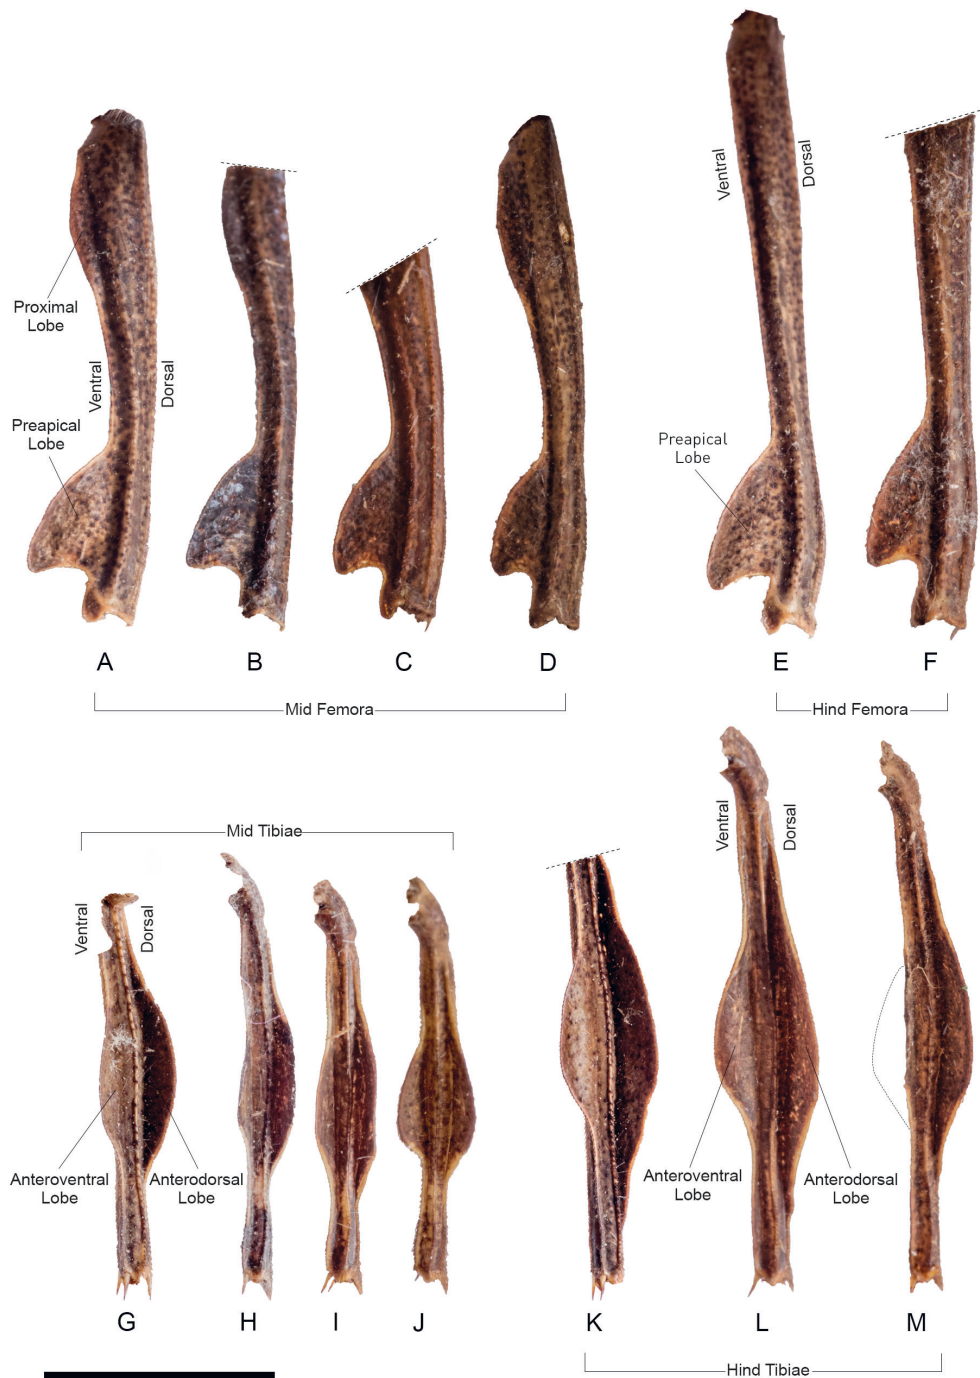 Proximal
Lobe
Ventral
Dorsal
Preapical
Lobe
Ventral
Dorsal
Preapical
Lobe
A
B
C
D
E
F
Mid Femora
Hind Femora
Mid Tibiae
Ventral
Dorsal
Ventral
Dorsal
Anteroventral
Lobe
Anterodorsal
Lobe
Anteroventral
Lobe
Anterodorsal
Lobe
G
H
I
J
K
L
M
Hind Tibiae